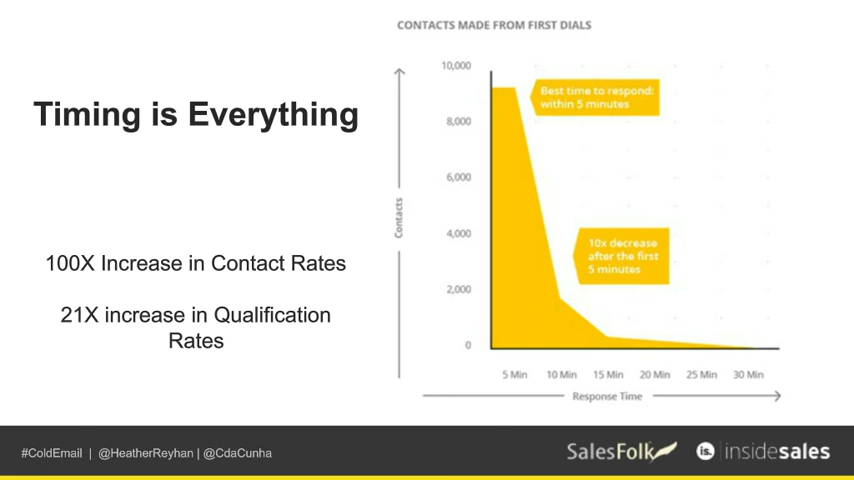 CONTACTS MADE FROM FIRST DIALS
Timing is Everything
100X Increase in Contact Rates
21X increase in Qualification
Rates
Contacts
10,000
8,000
6,000
4,000
2,000
0
Best time to respond:
within 5 minutes
10x decrease
after the first
5 minutes
5 Min 10 Min 15 Min 20 Min 25 Min 30 Min
Response Time
#ColdEmail | @HeatherReyhan | @CdaCunha
SalesFolk
is. insidesales